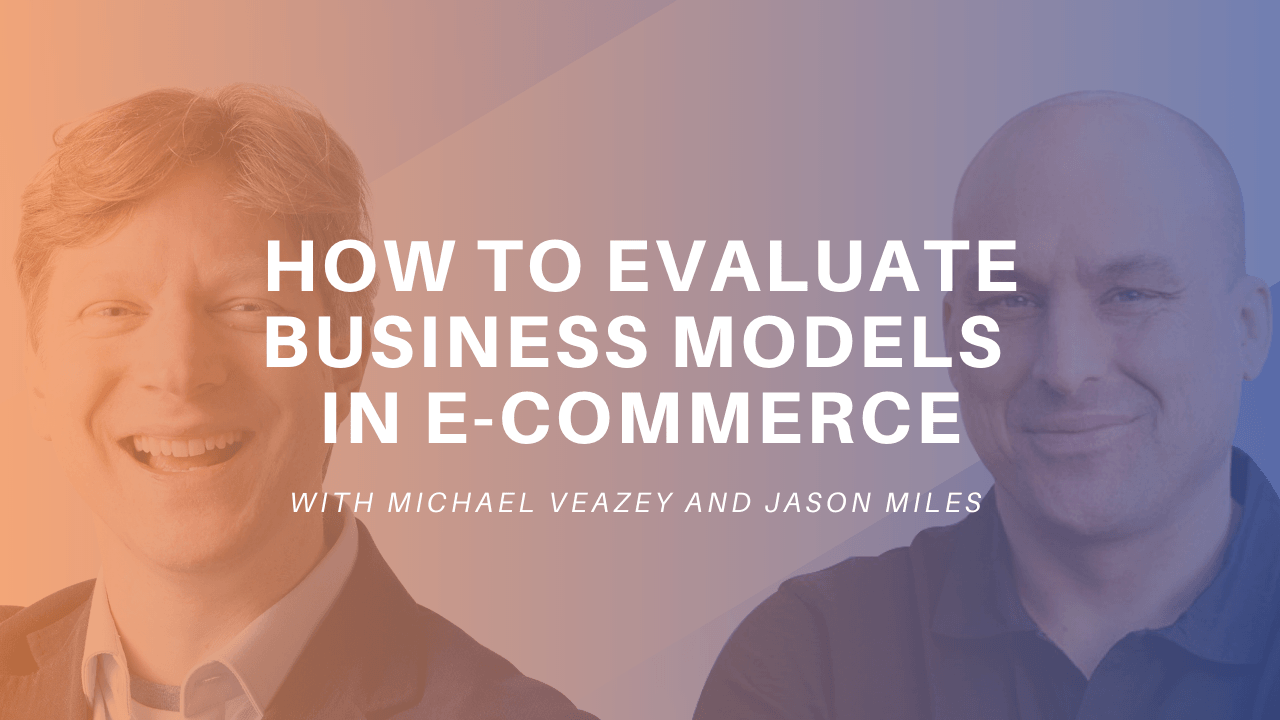 HOW TO EVALUATE
BUSINESS MODELS
IN E-COMMERCE
WITH MICHAEL VEAZEY AND JASON MILES